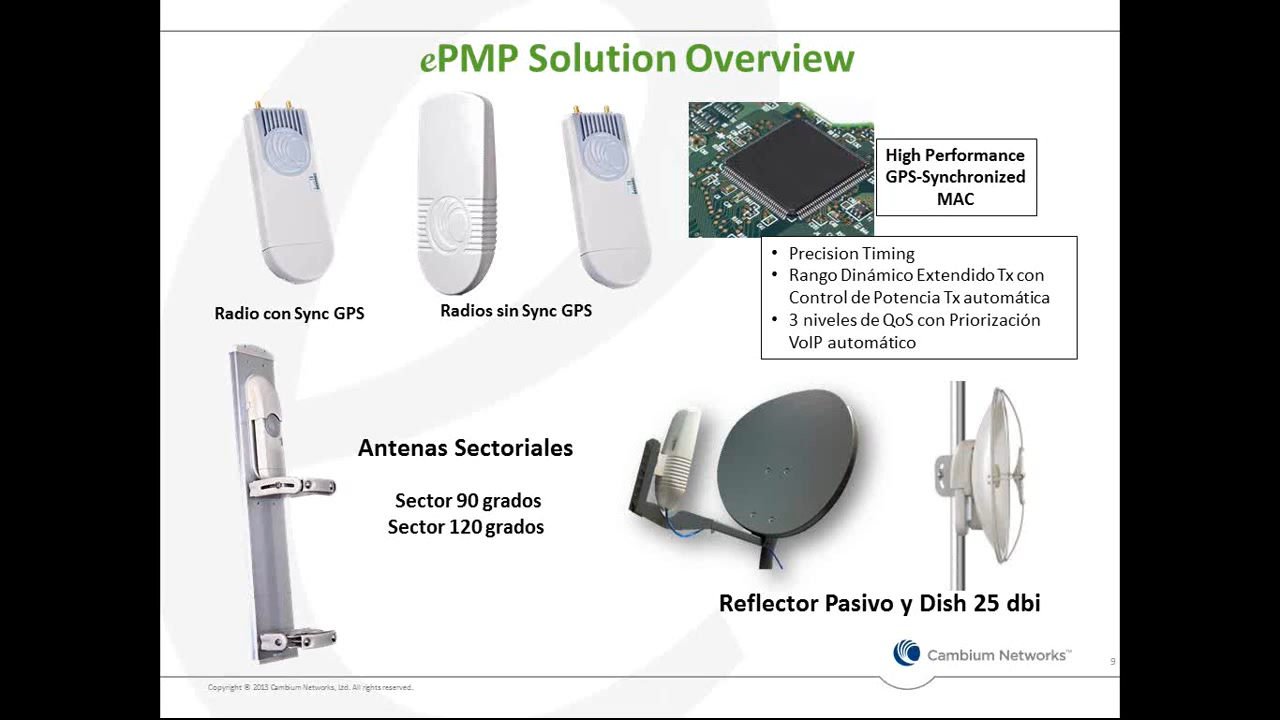 ePMP Solution Overview
High Performance
GPS-Synchronized
MAC
• Precision Timing
• Rango Dinámico Extendido Tx con
Control de Potencia Tx automática
• 3 niveles de QoS con Priorización
VoIP automático
Radio con Sync GPS
Radios sin Sync GPS
Antenas Sectoriales
Sector 90 grados
Sector 120 grados
Reflector Pasivo y Dish 25 dbi
Cambium Networks™
9
Copyright ® 2013 Cambium Networks, Ltd. All rights reserved.